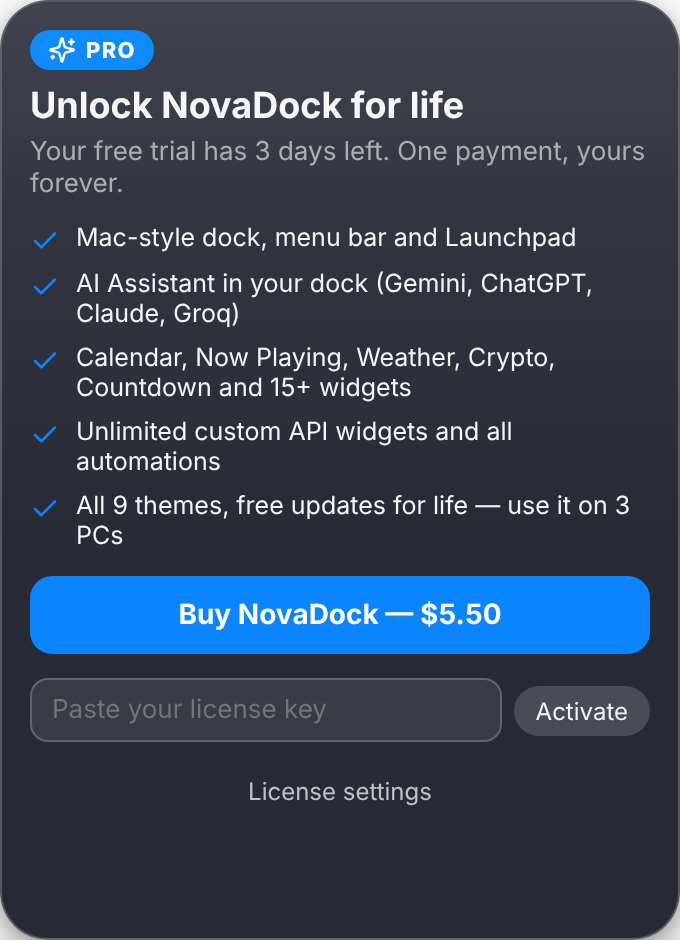 PRO
Unlock NovaDock for life
Your free trial has 3 days left. One payment, yours
forever.
Mac-style dock, menu bar and Launchpad
AI Assistant in your dock (Gemini, ChatGPT,
Claude, Groq)
Calendar, Now Playing, Weather, Crypto,
Countdown and 15+ widgets
Unlimited custom API widgets and all
automations
All 9 themes, free updates for life — use it on 3
PCs
Buy NovaDock — $5.50
Paste your license key
Activate
License settings